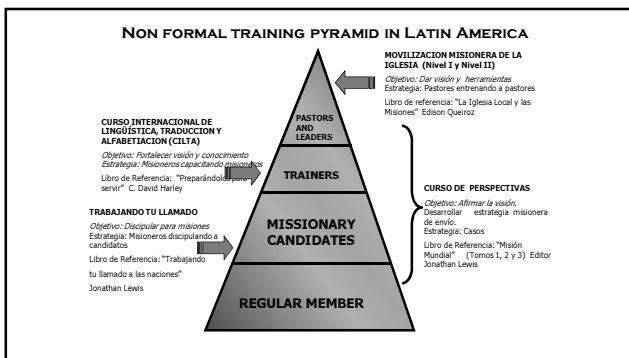 NON FORMAL TRAINING PYRAMID IN LATIN AMERICA
MOVILIZACION MISIONERA DE LA
IGLESIA (Nivel I y Nivel II)
Objetivo: Dar visión y herramientas
Estrategia: Pastores entrenando a pastores
Libro de referencia: "La Iglesia Local y las
Misiones" Edison Queiroz
CURSO INTERNACIONAL DE
LINGÜÍSTICA, TRADUCCION Y
ALFABETIACION (CILTA)
Objetivo: Fortalecer visión y conocimiento
Estrategia: Misioneros capacitando misioneros
Libro de Referencia: "Preparándolos para
servir" C. David Harley
TRABAJANDO TU LLAMADO
Objetivo: Discipular para misiones
Estrategia: Misioneros discipulando a
candidatos
Libro de Referencia: "Trabajando
tu llamado a las naciones"
Jonathan Lewis
PASTORS
AND
LEADERS
TRAINERS
MISSIONARY
CANDIDATES
REGULAR MEMBER
CURSO DE PERSPECTIVAS
Objetivo: Afirmar la visión.
Desarrollar estrategia misionera
de envío.
Estrategia: Casos
Libro de Referencia: "Misión
Mundial" (Tomos 1, 2 y 3) Editor
Jonathan Lewis